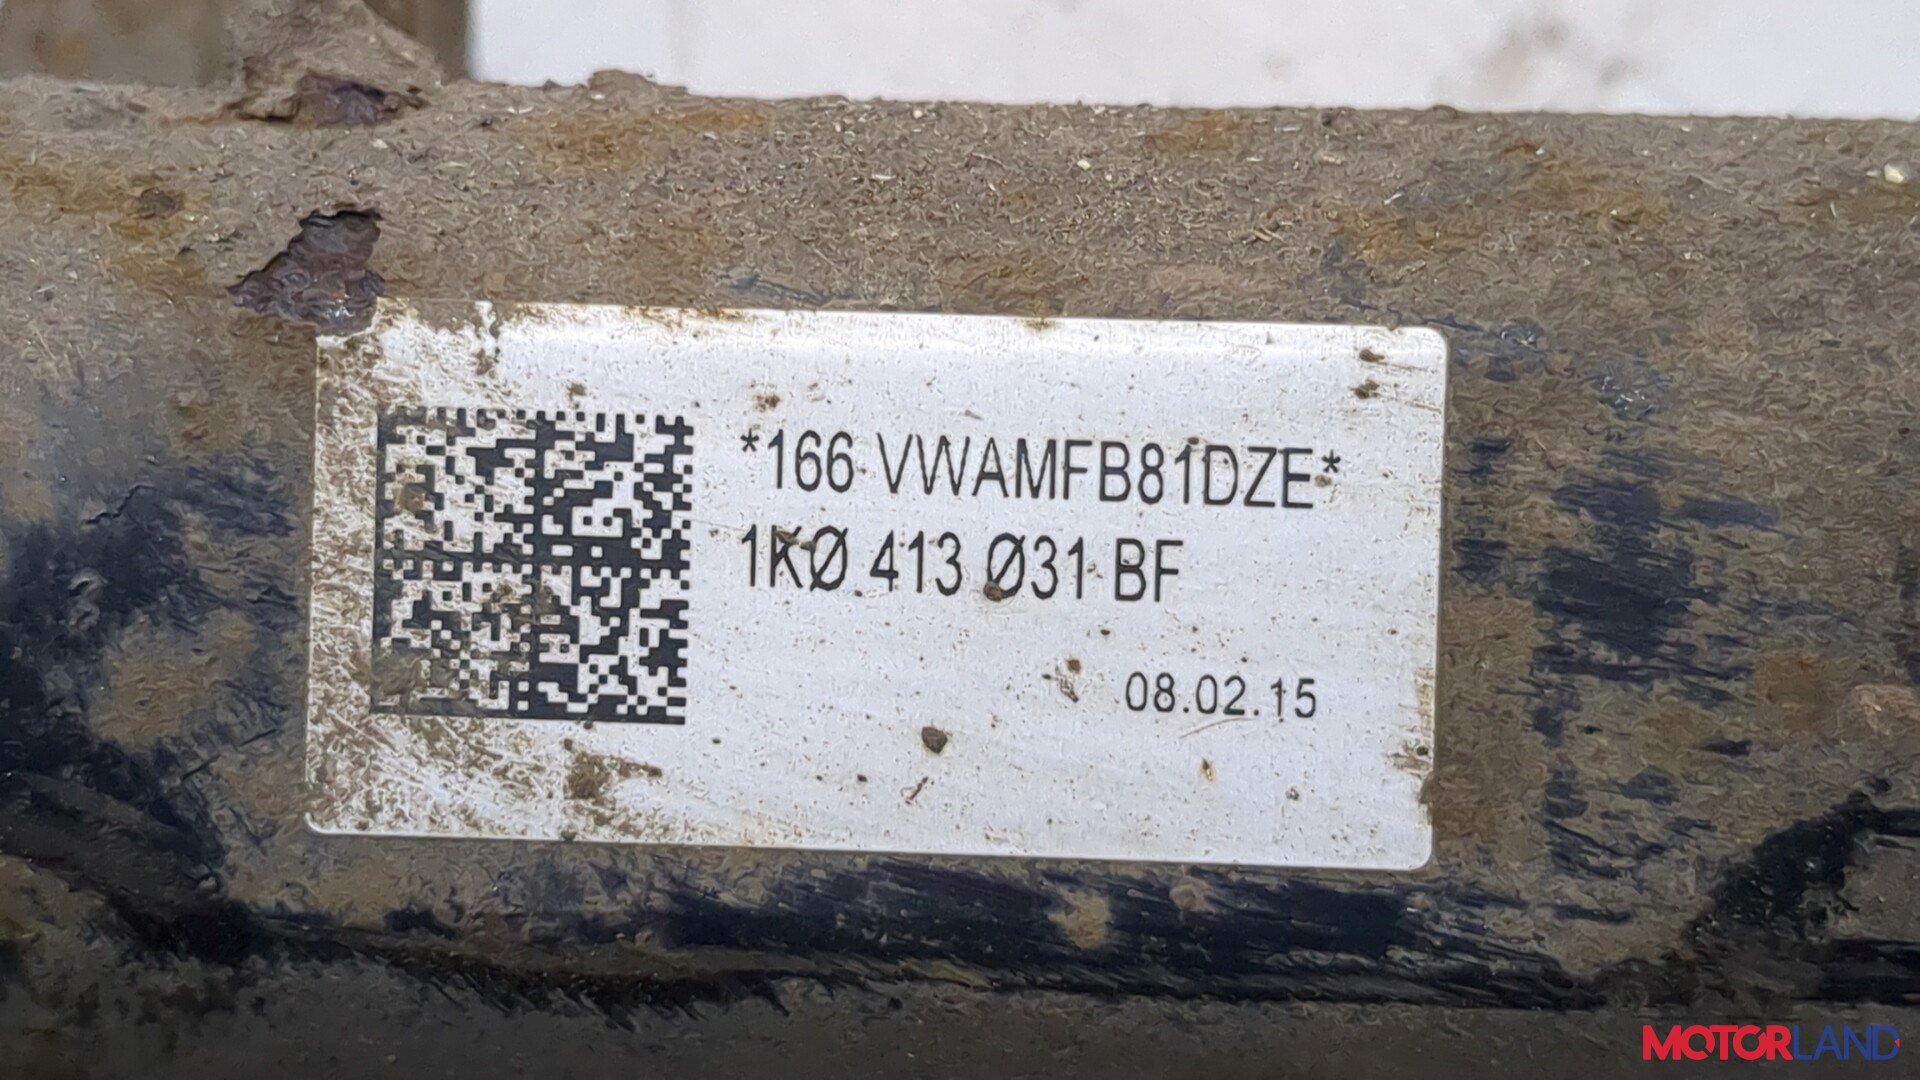 *166 VWAMFB81DZE*
1KØ 413 Ø31 BF
08.02.15
MOTORLAND